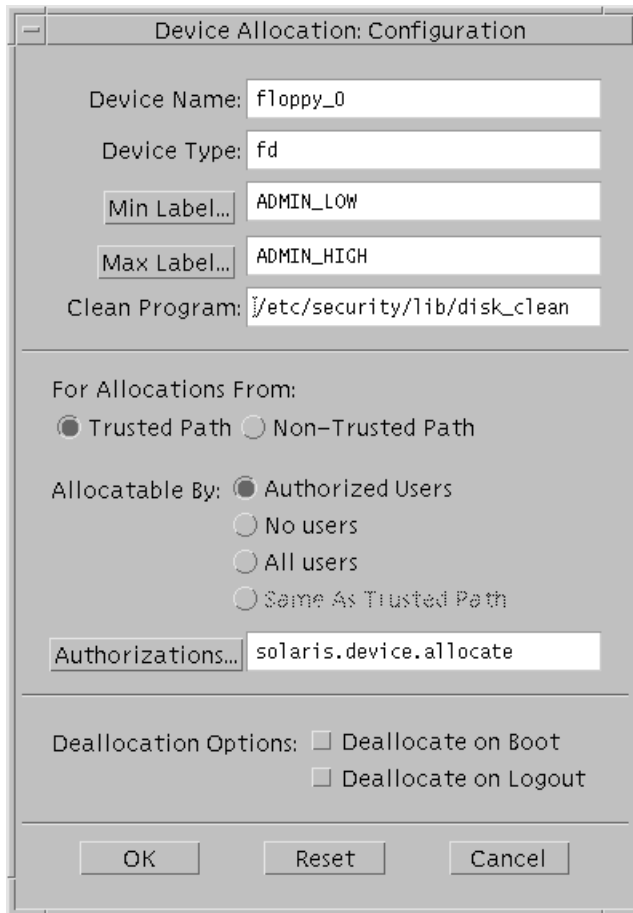 Device Allocation: Configuration
Device Name: floppy_0
Device Type: fd
Min Label... ADMIN_LOW
Max Label... ADMIN_HIGH
Clean Program: /etc/security/lib/disk_clean
For Allocations From:
Trusted Path Non-Trusted Path
Allocatable By: Authorized Users
No users
All users
Same As Trusted Path
Authorizations... solaris.device.allocate
Deallocation Options: Deallocate on Boot
Deallocate on Logout
OK Reset Cancel